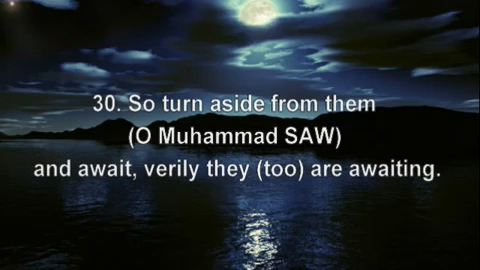 30. So turn aside from them
(O Muhammad SAW)
and await, verily they (too) are awaiting.